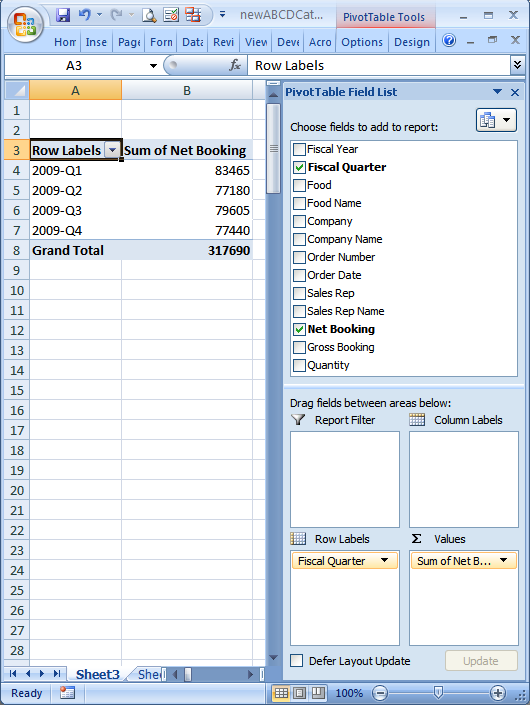 newABCDCat...
PivotTable Tools
Hom Inse Page Forn Data Revi View Deve Acro Options Design
A3 fx Row Labels
A B
PivotTable Field List
Choose fields to add to report:
Fiscal Year
Fiscal Quarter
Food
Food Name
Company
Company Name
Order Number
Order Date
Sales Rep
Sales Rep Name
Net Booking
Gross Booking
Quantity
1
2
3 Row Labels Sum of Net Booking
4 2009-Q1 83465
5 2009-Q2 77180
6 2009-Q3 79605
7 2009-Q4 77440
8 Grand Total 317690
9
10
11
12
13
14
15
16
17
18
19
20
21
22
23
24
25
26
27
28
Drag fields between areas below:
Report Filter Column Labels
Row Labels Σ Values
Fiscal Quarter Sum of Net B...
Defer Layout Update Update
Sheet3 Shee
Ready 100%